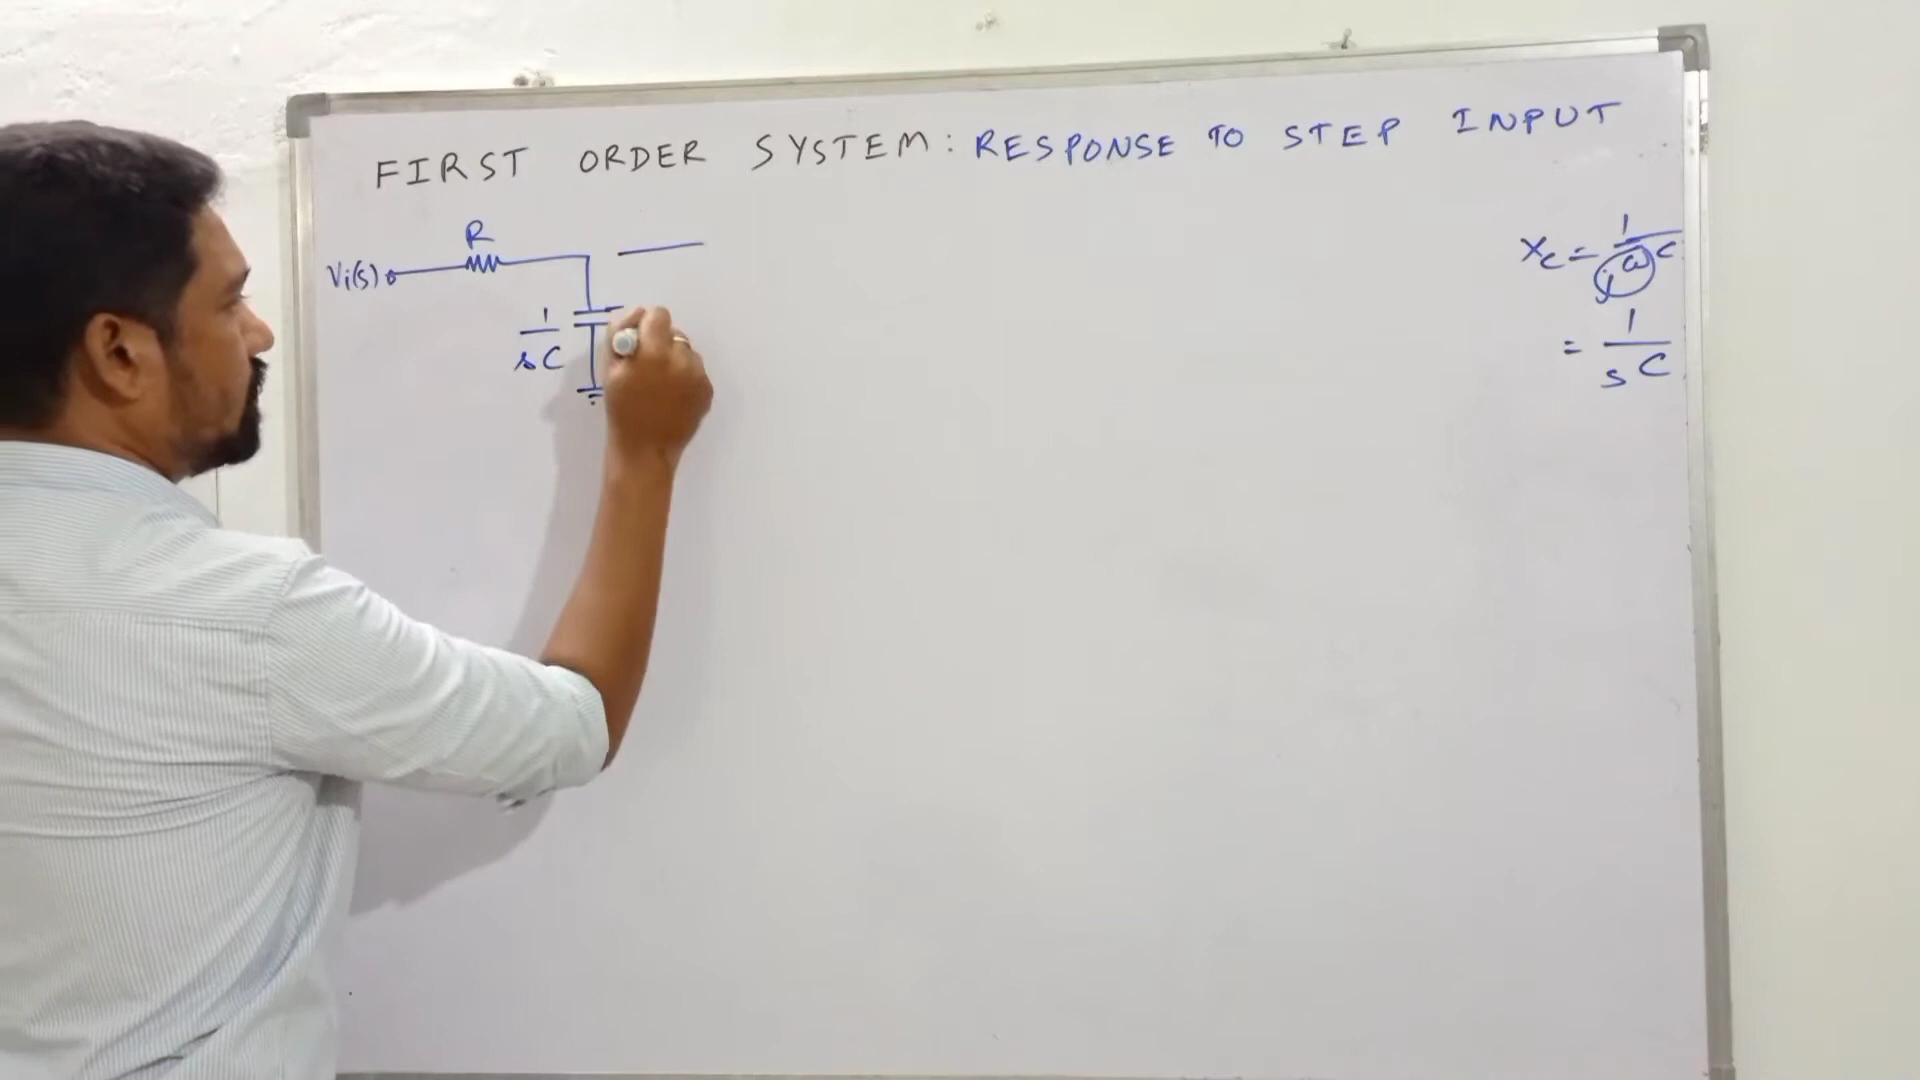 FIRST ORDER SYSTEM: RESPONSE TO STEP INPUT
R
Vi(s)
1/sC
Xc = 1/jωC
= 1/sC